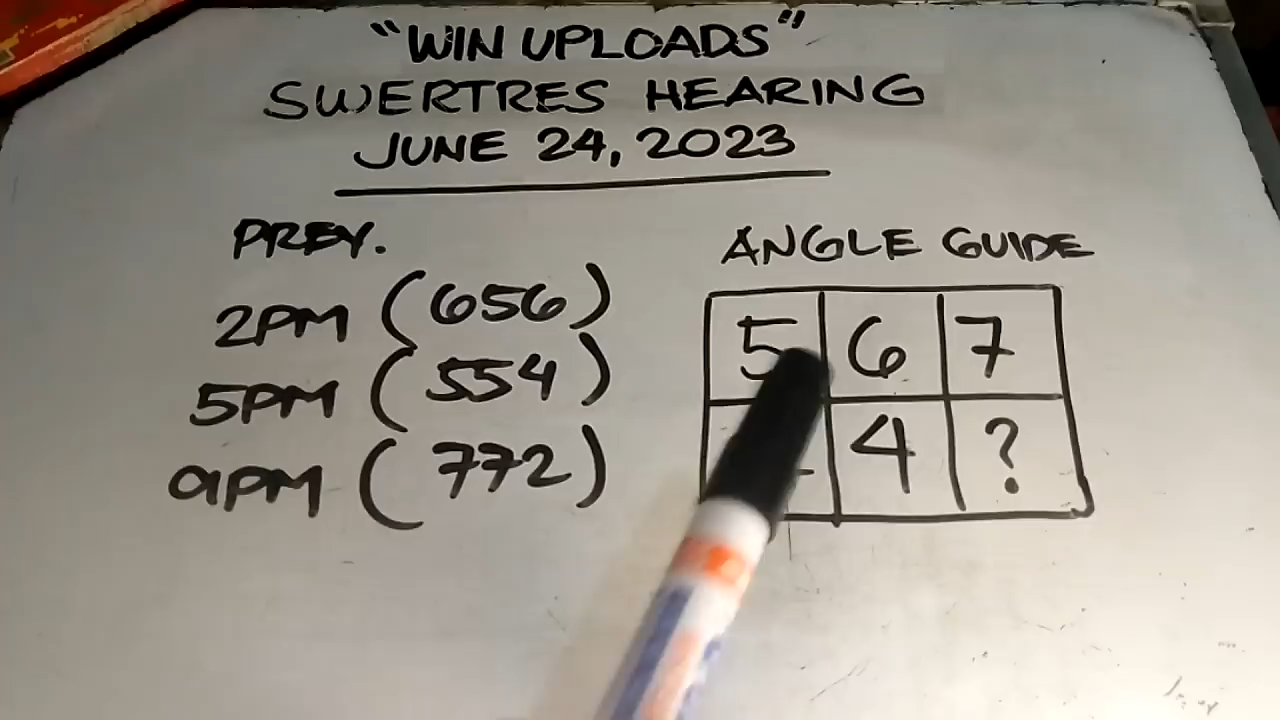 "WIN UPLOADS"
SWERTRES HEARING
JUNE 24, 2023
PREV.
2PM (656)
5PM (554)
9PM (772)
ANGLE GUIDE
5 6 7
4 ?